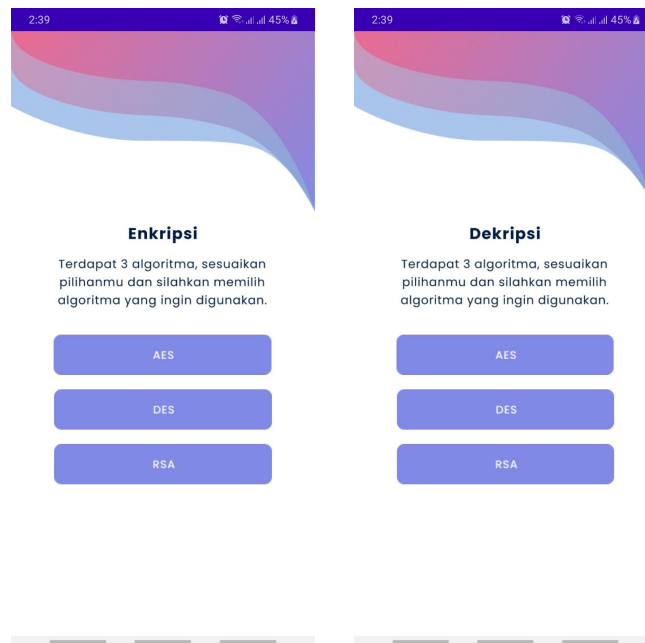 2:39
45%
Enkripsi
Terdapat 3 algoritma, sesuaikan
pilihanmu dan silahkan memilih
algoritma yang ingin digunakan.
AES
DES
RSA
2:39
45%
Dekripsi
Terdapat 3 algoritma, sesuaikan
pilihanmu dan silahkan memilih
algoritma yang ingin digunakan.
AES
DES
RSA